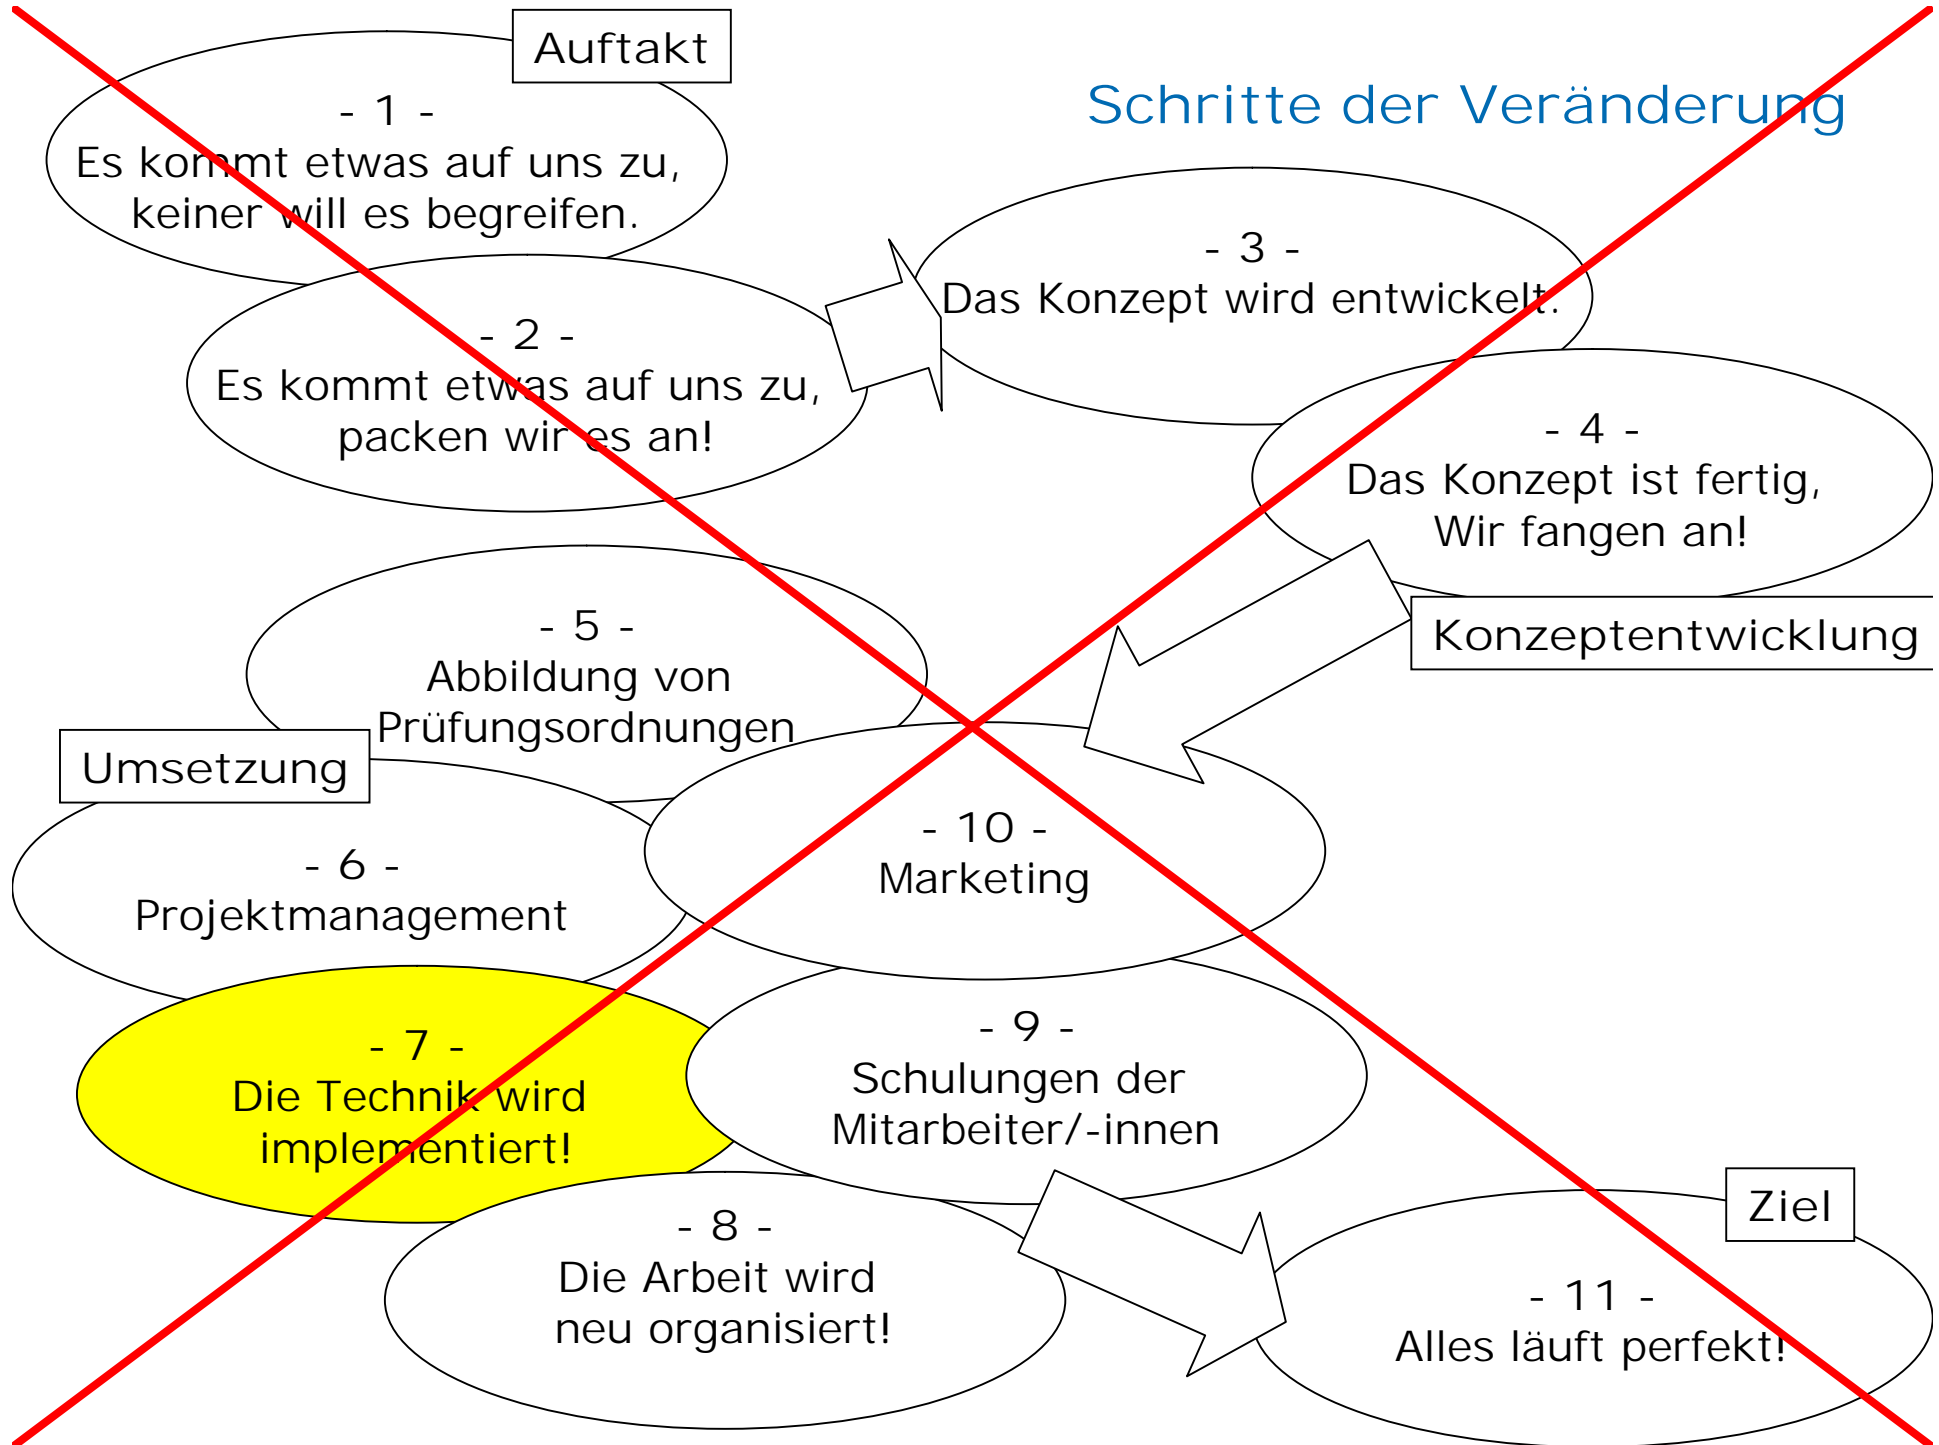 Auftakt
Schritte der Veränderung
- 1 -
Es kommt etwas auf uns zu,
keiner will es begreifen.
- 2 -
Es kommt etwas auf uns zu,
packen wir es an!
- 3 -
Das Konzept wird entwickelt.
- 4 -
Das Konzept ist fertig,
Wir fangen an!
Konzeptentwicklung
- 5 -
Abbildung von
Prüfungsordnungen
Umsetzung
- 6 -
Projektmanagement
- 7 -
Die Technik wird
implementiert!
- 8 -
Die Arbeit wird
neu organisiert!
- 9 -
Schulungen der
Mitarbeiter/-innen
- 10 -
Marketing
Ziel
- 11 -
Alles läuft perfekt!